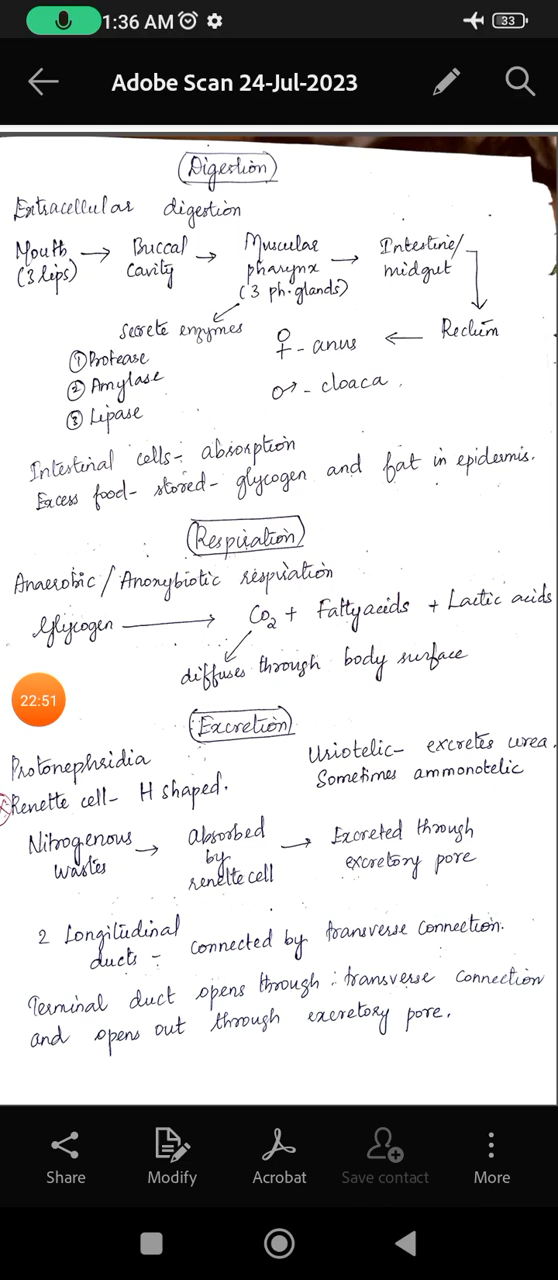 1:36 AM
33
Adobe Scan 24-Jul-2023
Digestion
Extracellular digestion
Mouth (3 lips) → Buccal cavity → Muscular pharynx (3 ph. glands) → Intestine/midgut
Rectum
♀ - anus
♂ - cloaca.
Secrete enzymes
① Protease
② Amylase
③ Lipase
Intestinal cells - absorption
Excess food - stored - glycogen and fat in epidermis.
Respiration
Anaerobic / Anoxybiotic respiration
Glycogen → CO2 + Fatty acids + Lactic acids
diffuses through body surface
22:51
Excretion
Protonephridia
Renette cell - H shaped.
Uriotelic - excretes urea.
Sometimes ammonotelic
Nitrogenous wastes → absorbed by renette cell → Excreted through excretory pore
2 Longitudinal ducts - connected by transverse connection.
Terminal duct opens through : transverse connection
and opens out through excretory pore.
Share
Modify
Acrobat
Save contact
More